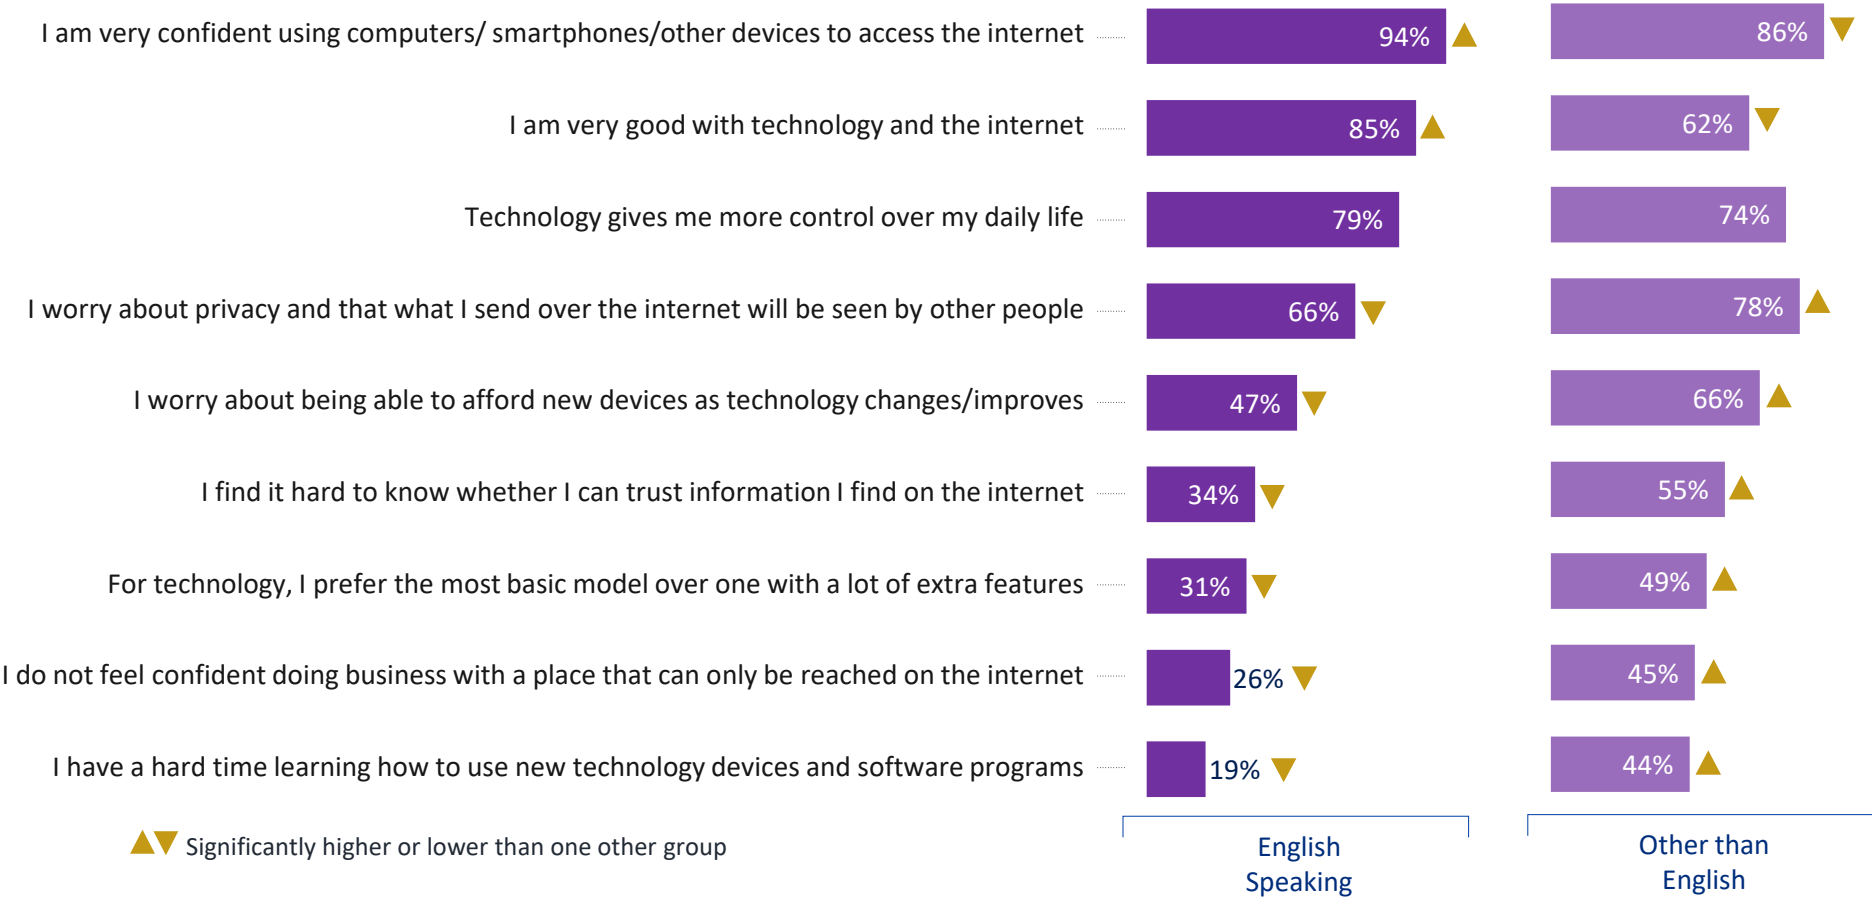 I am very confident using computers/ smartphones/other devices to access the internet 94% 86%
I am very good with technology and the internet 85% 62%
Technology gives me more control over my daily life 79% 74%
I worry about privacy and that what I send over the internet will be seen by other people 66% 78%
I worry about being able to afford new devices as technology changes/improves 47% 66%
I find it hard to know whether I can trust information I find on the internet 34% 55%
For technology, I prefer the most basic model over one with a lot of extra features 31% 49%
I do not feel confident doing business with a place that can only be reached on the internet 26% 45%
I have a hard time learning how to use new technology devices and software programs 19% 44%
▲▼ Significantly higher or lower than one other group
English
Speaking
Other than
English